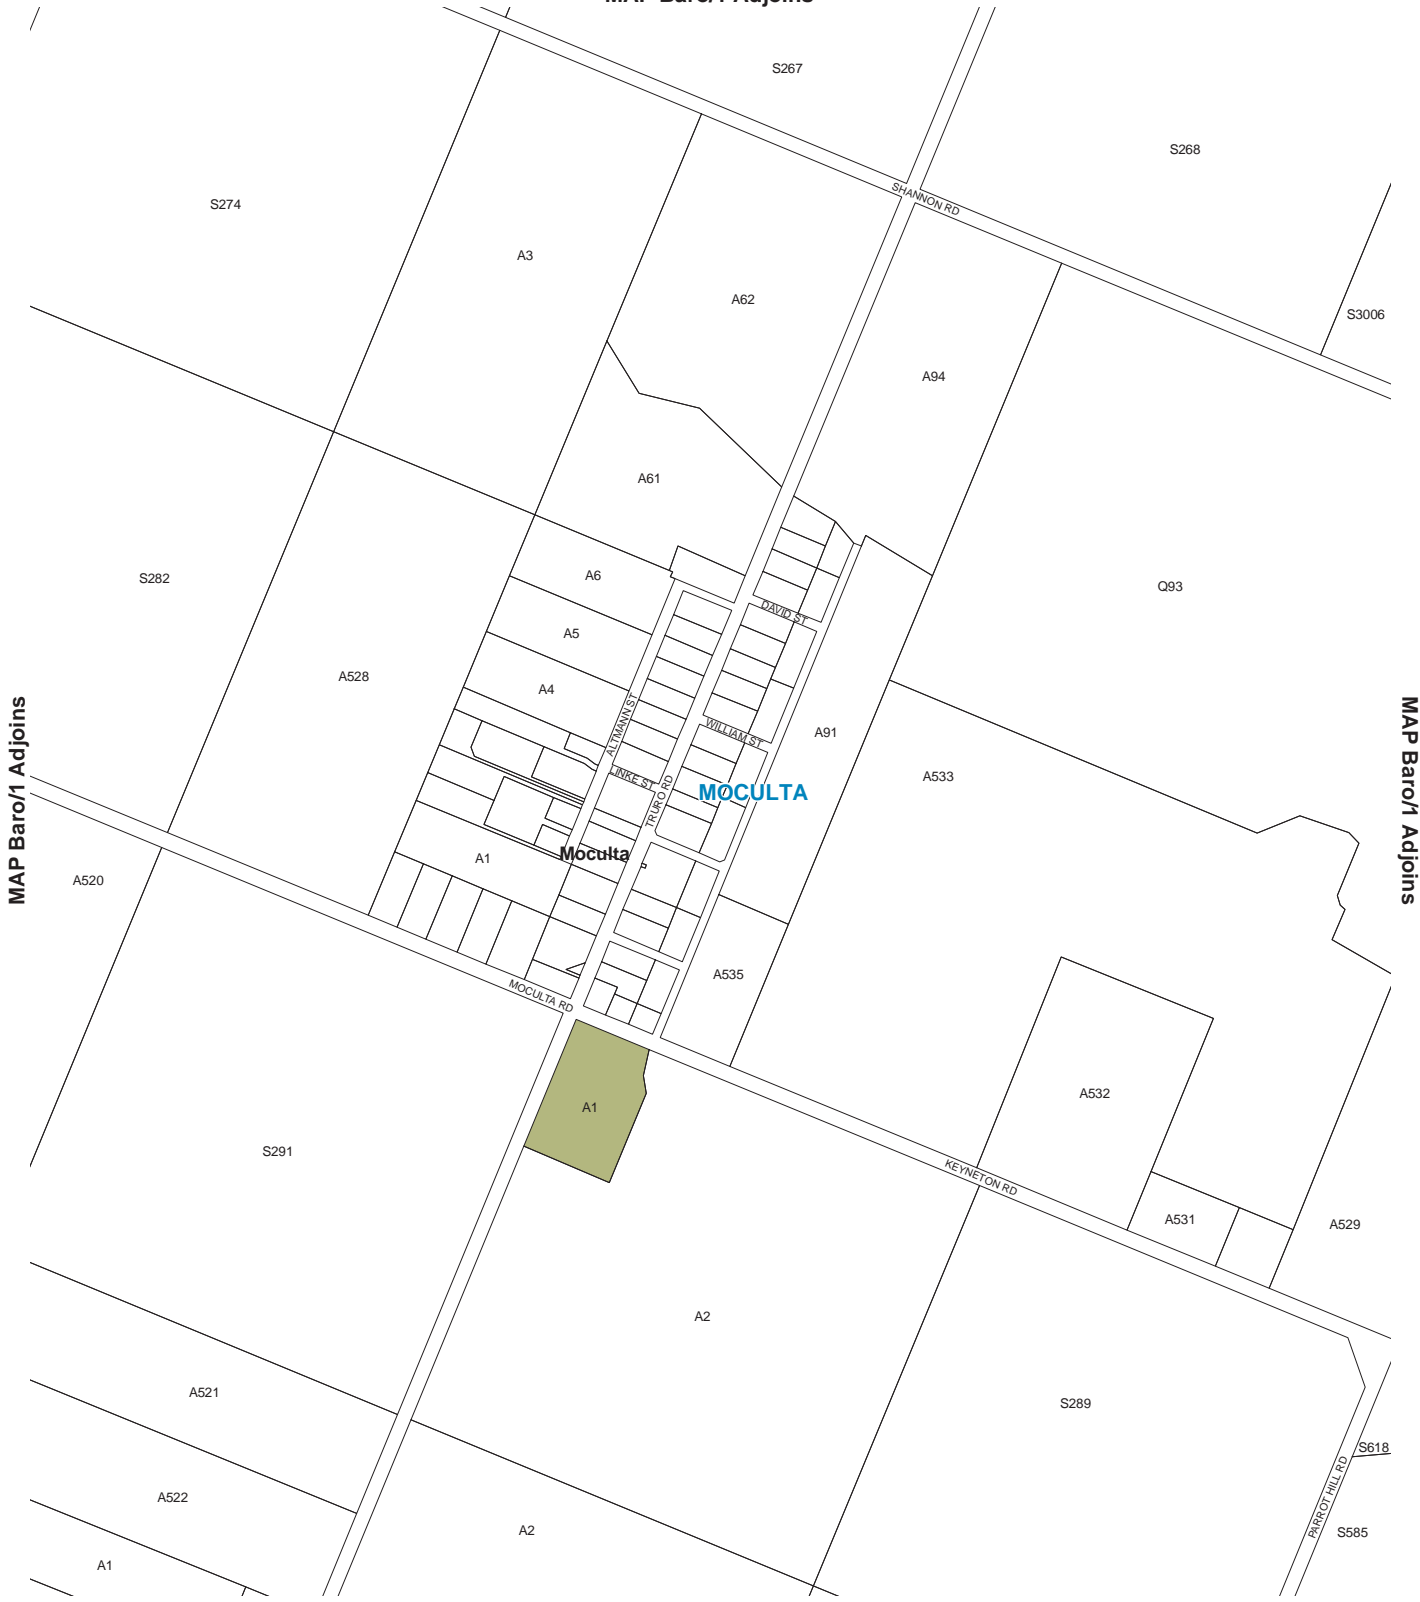 MAP Baro/1 Adjoins
S267
S268
SHANNON RD
S274
A3
A62
S3006
A94
A61
S282
A6
Q93
DAVID ST
A5
A528
A4
ALTMANN ST
WILLIAM ST
A91
MAP Baro/1 Adjoins
MAP Baro/1 Adjoins
LINKE ST
TRURO RD
MOCULTA
A533
Moculta
A1
A520
A535
MOCULTA RD
A1
A532
S291
KEYNETON RD
A531
A529
A2
A521
S289
S618
PARROT HILL RD
A522
A2
S585
A1